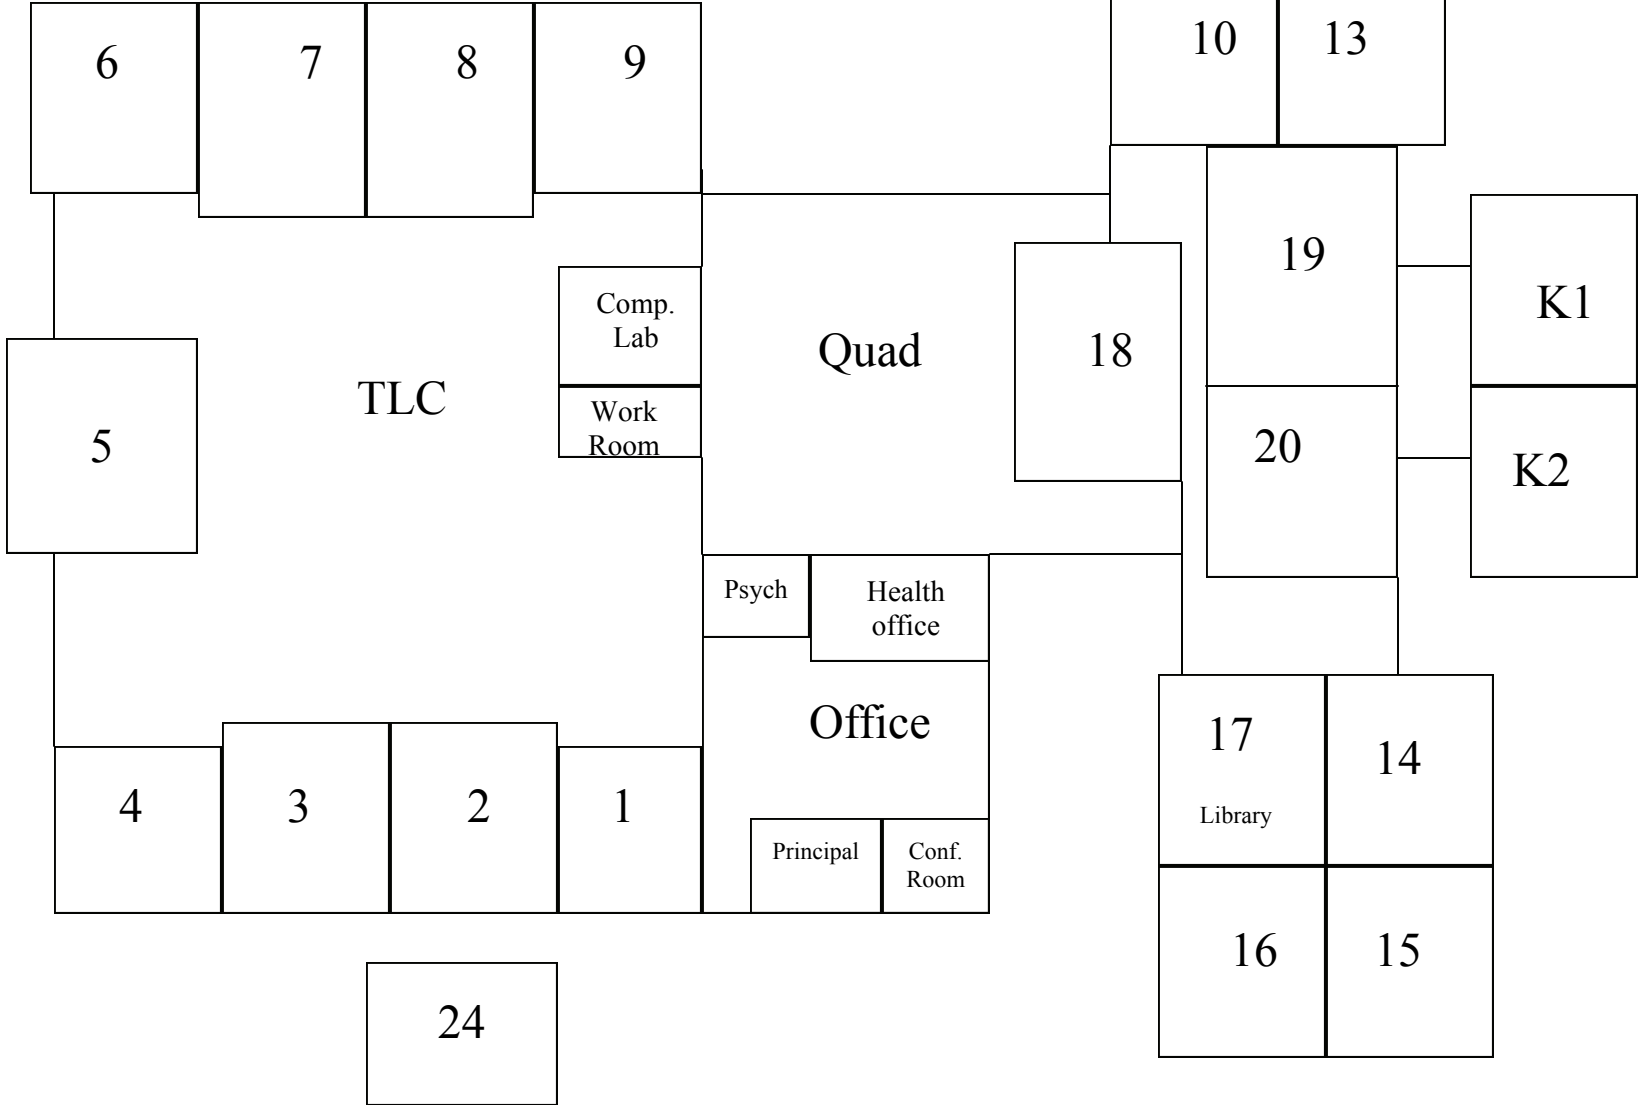 10
13
6
7
8
9
19
K1
Comp.
Lab
Quad
18
TLC
Work
Room
5
20
K2
Psych
Health
office
Office
17
14
Library
4
3
2
1
Principal
Conf.
Room
16
15
24